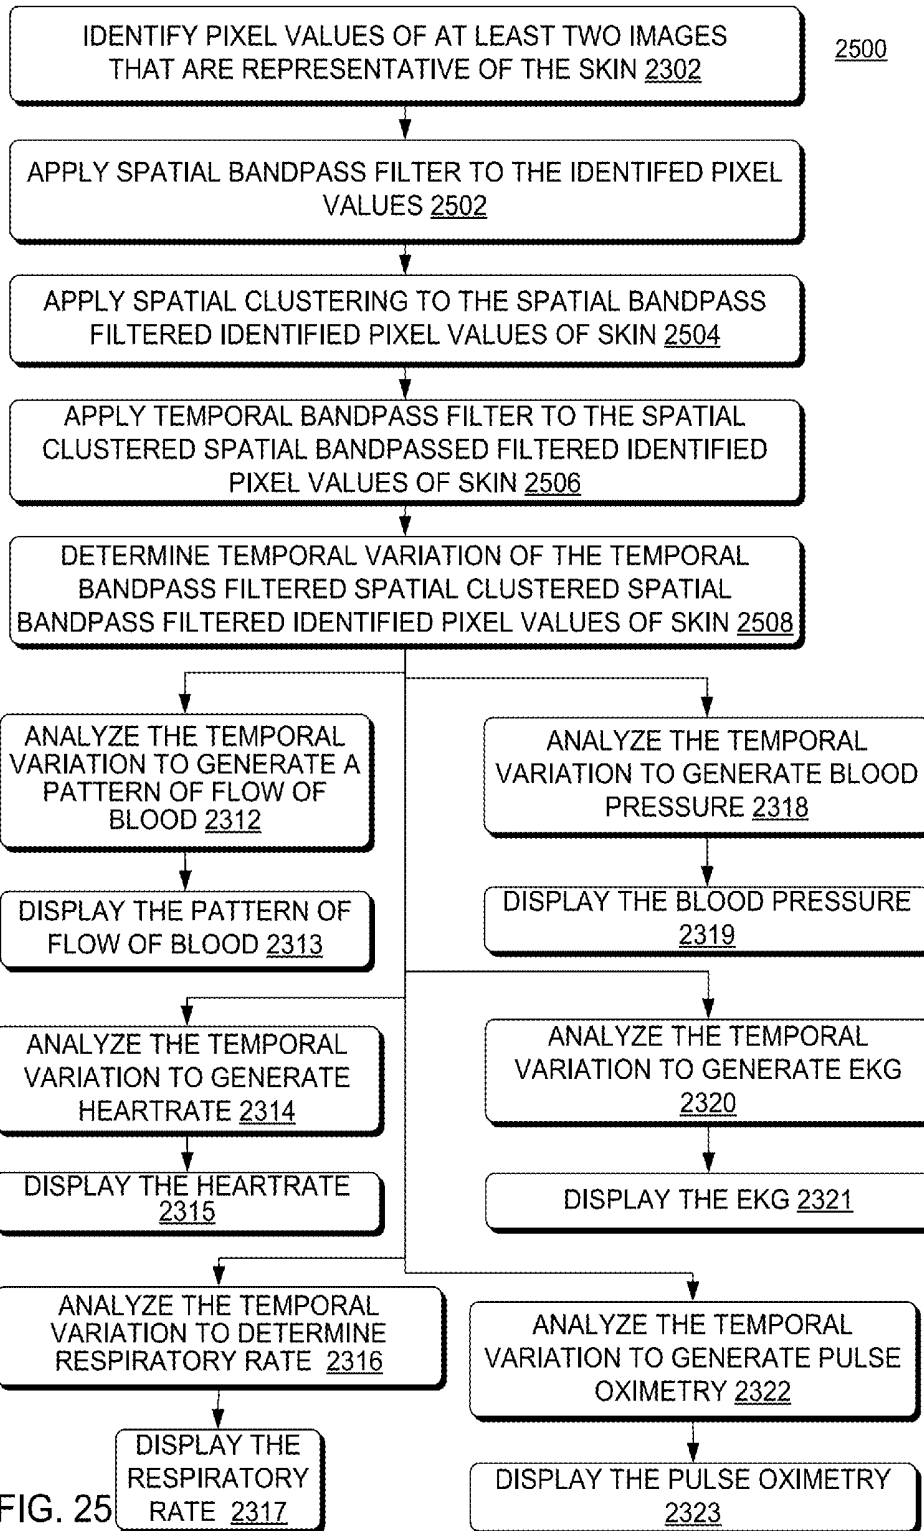 IDENTIFY PIXEL VALUES OF AT LEAST TWO IMAGES
THAT ARE REPRESENTATIVE OF THE SKIN 2302
2500
APPLY SPATIAL BANDPASS FILTER TO THE IDENTIFED PIXEL
VALUES 2502
APPLY SPATIAL CLUSTERING TO THE SPATIAL BANDPASS
FILTERED IDENTIFIED PIXEL VALUES OF SKIN 2504
APPLY TEMPORAL BANDPASS FILTER TO THE SPATIAL
CLUSTERED SPATIAL BANDPASSED FILTERED IDENTIFIED
PIXEL VALUES OF SKIN 2506
DETERMINE TEMPORAL VARIATION OF THE TEMPORAL
BANDPASS FILTERED SPATIAL CLUSTERED SPATIAL
BANDPASS FILTERED IDENTIFIED PIXEL VALUES OF SKIN 2508
ANALYZE THE TEMPORAL
VARIATION TO GENERATE A
PATTERN OF FLOW OF
BLOOD 2312
DISPLAY THE PATTERN OF
FLOW OF BLOOD 2313
ANALYZE THE TEMPORAL
VARIATION TO GENERATE BLOOD
PRESSURE 2318
DISPLAY THE BLOOD PRESSURE
2319
ANALYZE THE TEMPORAL
VARIATION TO GENERATE
HEARTRATE 2314
DISPLAY THE HEARTRATE
2315
ANALYZE THE TEMPORAL
VARIATION TO GENERATE EKG
2320
DISPLAY THE EKG 2321
ANALYZE THE TEMPORAL
VARIATION TO DETERMINE
RESPIRATORY RATE 2316
DISPLAY THE
RESPIRATORY
RATE 2317
ANALYZE THE TEMPORAL
VARIATION TO GENERATE PULSE
OXIMETRY 2322
DISPLAY THE PULSE OXIMETRY
2323
FIG. 25